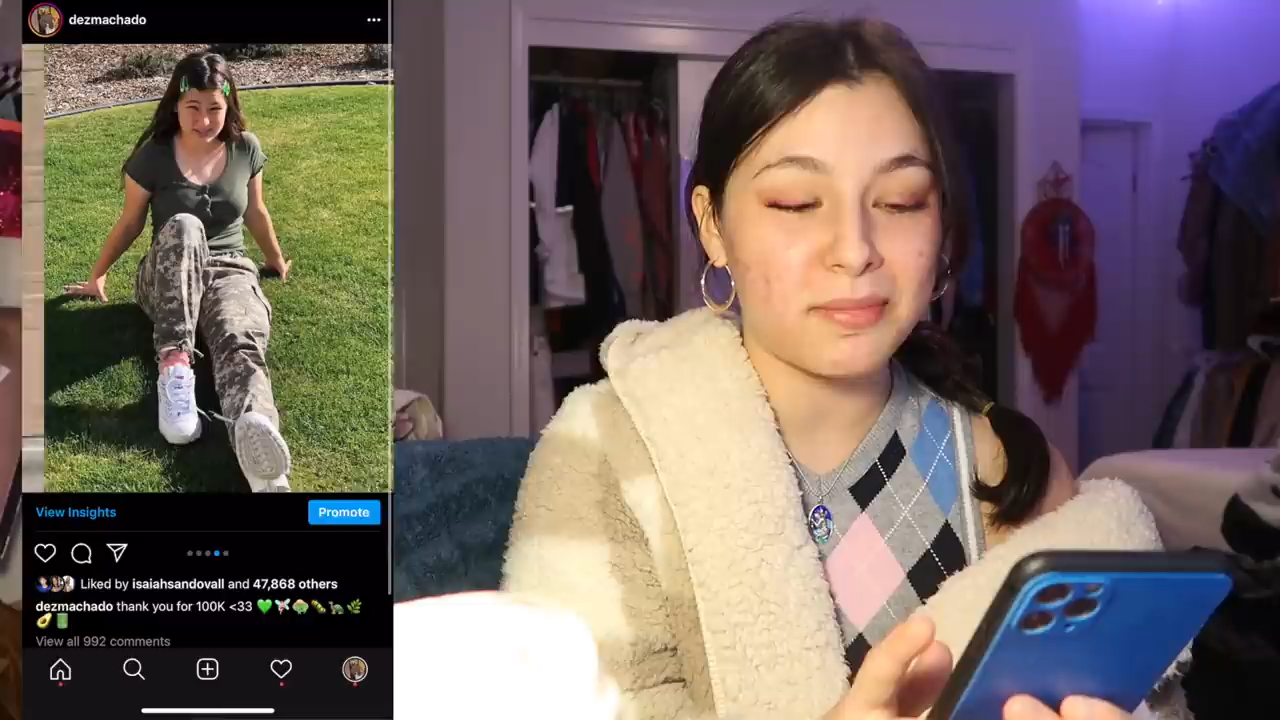 dezmachado
View Insights
Promote
Liked by isaiahsandovall and 47,868 others
dezmachado thank you for 100K <33 💚🧚🏼🌳🐛🦕🌿
🥑🥫
View all 992 comments